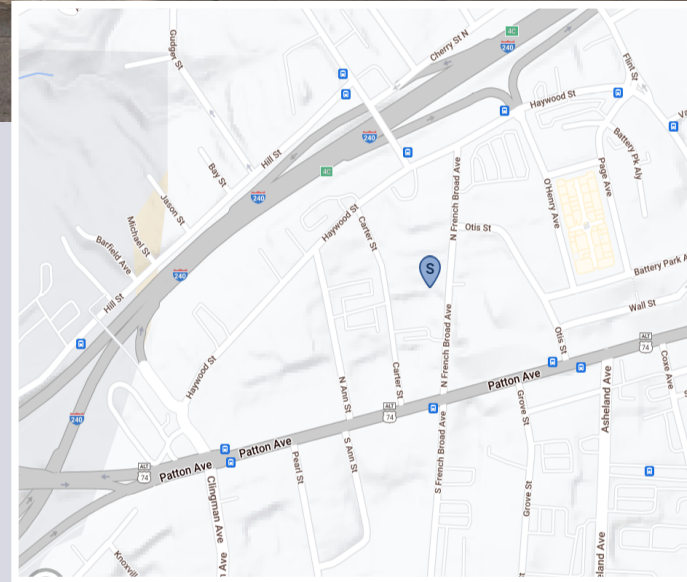 4C
240
Cherry St N
Gudger St
Flint St
Haywood St
240
Hill St
4C
Bay St
Battery Pk Aly
Page Ave
O'Henry Ave
N French Broad Ave
240
Jason St
Haywood St
Carter St
Otis St
Michael St
Barfield Ave
S
Battery Park A
240
Hill St
Wall St
N French Broad Ave
Otis St
ALT
74
Haywood St
Coxe Ave
Carter St
Patton Ave
N Ann St
Asheland Ave
240
ALT
74
Grove St
Patton Ave
S French Broad Ave
S Ann St
Pearl St
ALT
74
Patton Ave
Clingman Ave
Grove St
Knoxvil
eland Ave